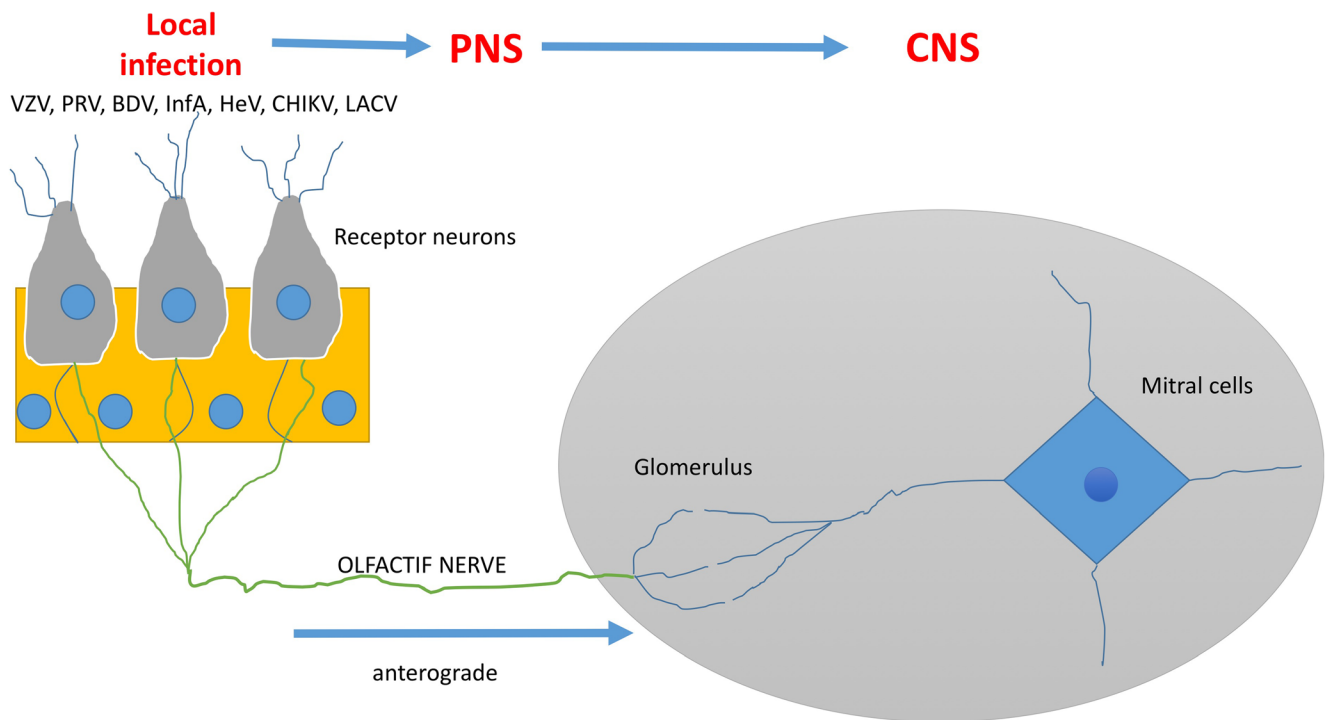 Local
infection
PNS
CNS
VZV, PRV, BDV, InfA, HeV, CHIKV, LACV
Receptor neurons
Mitral cells
Glomerulus
OLFACTIF NERVE
anterograde